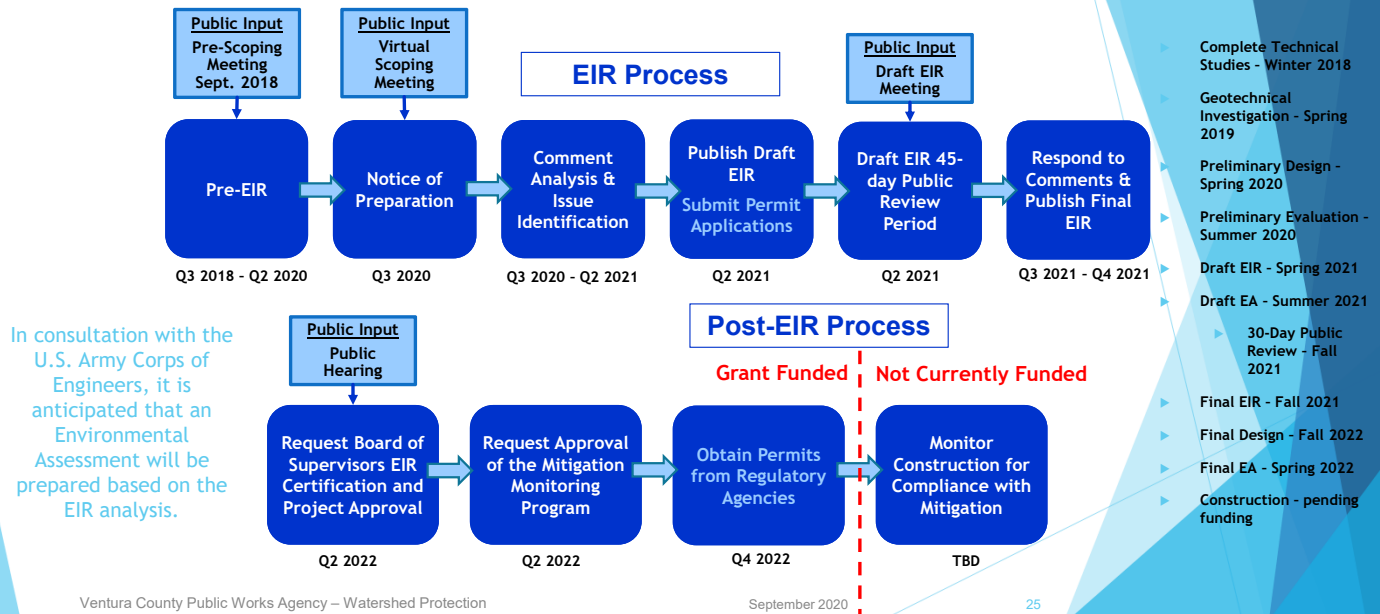 Public Input
Pre-Scoping
Meeting
Sept. 2018
Public Input
Virtual
Scoping
Meeting
EIR Process
Public Input
Draft EIR
Meeting
Pre-EIR
Notice of
Preparation
Comment
Analysis &
Issue
Identification
Publish Draft
EIR
Submit Permit
Applications
Draft EIR 45-
day Public
Review
Period
Respond to
Comments &
Publish Final
EIR
Q3 2018 – Q2 2020
Q3 2020
Q3 2020 – Q2 2021
Q2 2021
Q2 2021
Q3 2021 – Q4 2021
In consultation with the
U.S. Army Corps of
Engineers, it is
anticipated that an
Environmental
Assessment will be
prepared based on the
EIR analysis.
Public Input
Public
Hearing
Post-EIR Process
Grant Funded
Not Currently Funded
Request Board of
Supervisors EIR
Certification and
Project Approval
Request Approval
of the Mitigation
Monitoring
Program
Obtain Permits
from Regulatory
Agencies
Monitor
Construction for
Compliance with
Mitigation
Q2 2022
Q2 2022
Q4 2022
TBD
Complete Technical
Studies – Winter 2018
Geotechnical
Investigation – Spring
2019
Preliminary Design –
Spring 2020
Preliminary Evaluation –
Summer 2020
Draft EIR – Spring 2021
Draft EA – Summer 2021
30-Day Public
Review – Fall
2021
Final EIR – Fall 2021
Final Design – Fall 2022
Final EA – Spring 2022
Construction – pending
funding
Ventura County Public Works Agency – Watershed Protection
September 2020
25